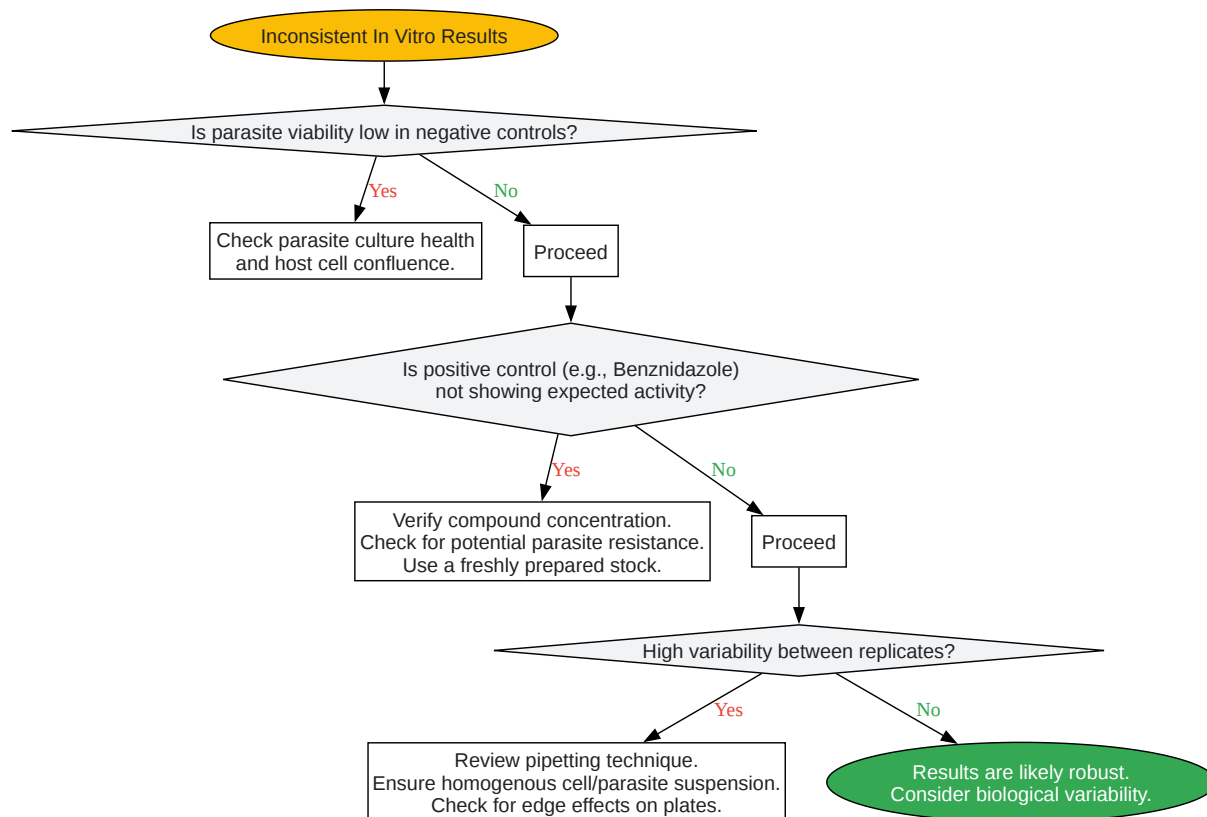 Inconsistent In Vitro Results
Is parasite viability low in negative controls?
Yes
No
Check parasite culture health
and host cell confluence.
Proceed
Is positive control (e.g., Benznidazole)
not showing expected activity?
Yes
No
Verify compound concentration.
Check for potential parasite resistance.
Use a freshly prepared stock.
Proceed
High variability between replicates?
Yes
No
Review pipetting technique.
Ensure homogenous cell/parasite suspension.
Check for edge effects on plates.
Results are likely robust.
Consider biological variability.